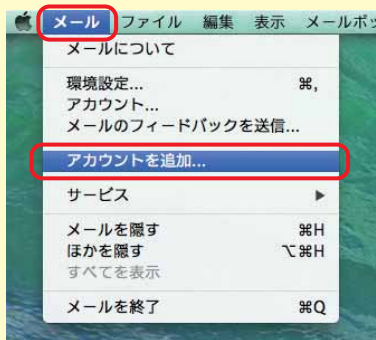 メール ファイル 編集 表示 メールボッ
メールについて
環境設定... ⌘,
アカウント...
メールのフィードバックを送信...
アカウントを追加...
サービス ▶
メールを隠す ⌘H
ほかを隠す ⌥⌘H
すべてを表示
メールを終了 ⌘Q